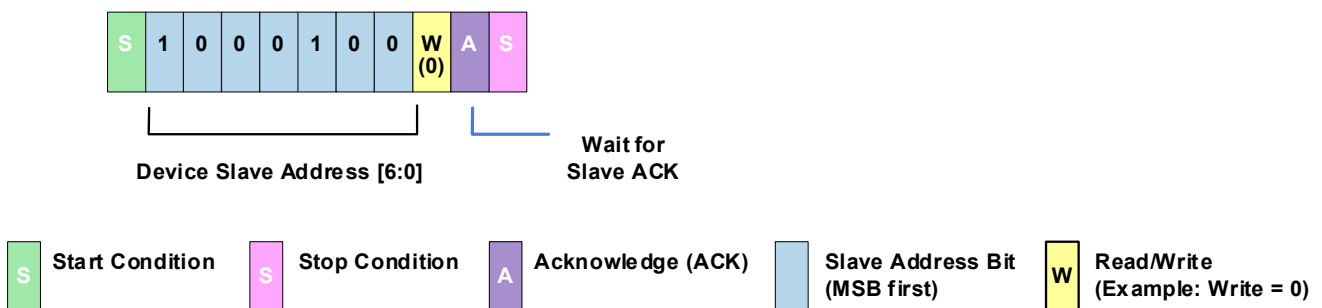 S 1 0 0 0 1 0 0 W A S
(0)
Wait for
Slave ACK
Device Slave Address [6:0]
S Start Condition S Stop Condition A Acknowledge (ACK) Slave Address Bit W Read/Write
(MSB first) (Example: Write = 0)